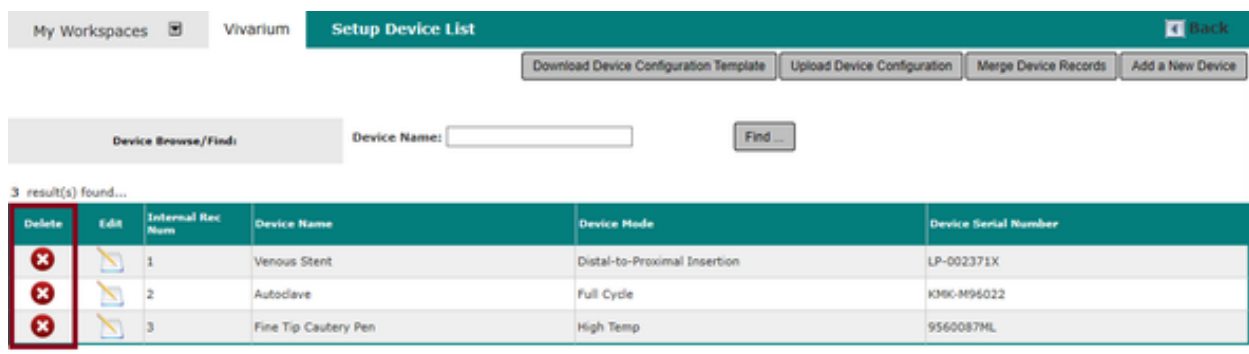 My Workspaces Vivarium Setup Device List Back
Download Device Configuration Template Upload Device Configuration Merge Device Records Add a New Device
Device Browse/Find: Device Name: Find ...
3 result(s) found...
Delete Edit Internal Rec Num Device Name Device Mode Device Serial Number
1 Venous Stent Distal-to-Proximal Insertion LP-002371X
2 Autoclave Full Cycle KMK-M96022
3 Fine Tip Cautery Pen High Temp 9560087ML